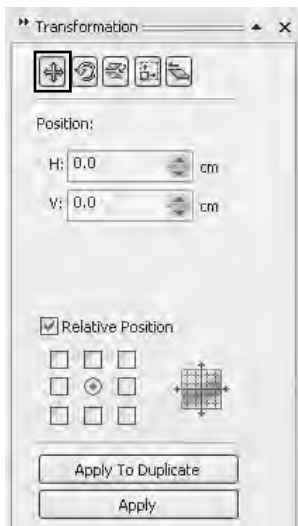 Transformation
Position:
H: 0,0 cm
V: 0,0 cm
Relative Position
Apply To Duplicate
Apply